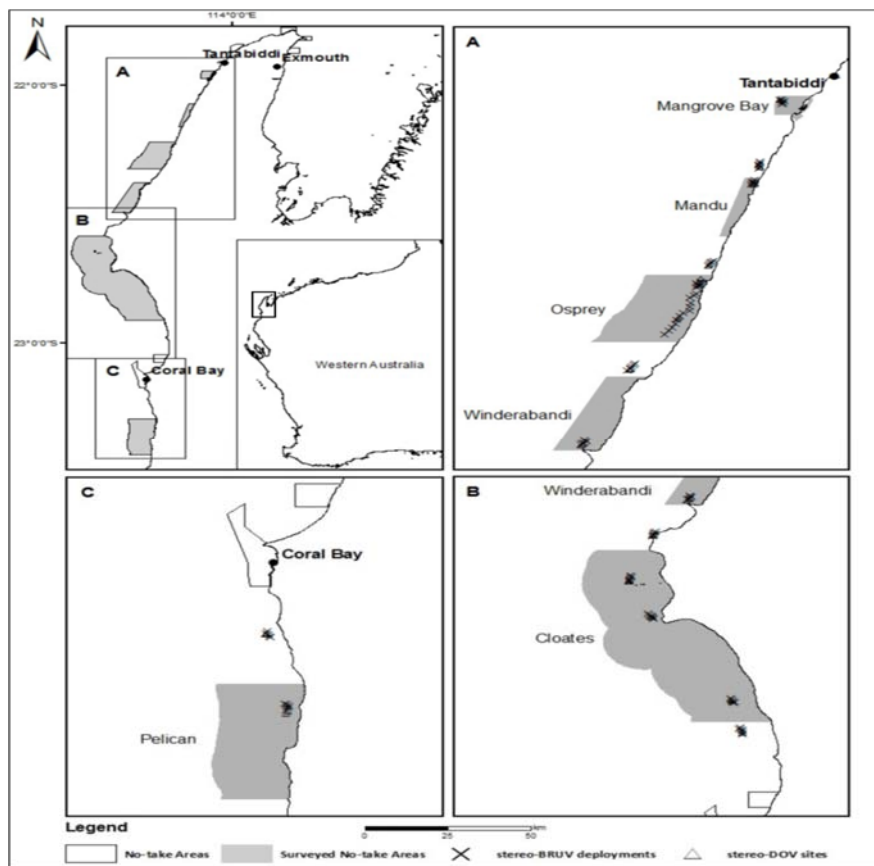 N
114°0'0"E
Tantabiddi
Exmouth
A
22°0'0"S
B
23°0'0"S
C
Coral Bay
Western Australia
A
Tantabiddi
Mangrove Bay
Mandu
Osprey
Winderabandi
C
Coral Bay
Pelican
Winderabandi
B
Cloates
Legend
0 25 50 km
No-take Areas
Surveyed No-take Areas
stereo-BRUV deployments
stereo-DOV sites